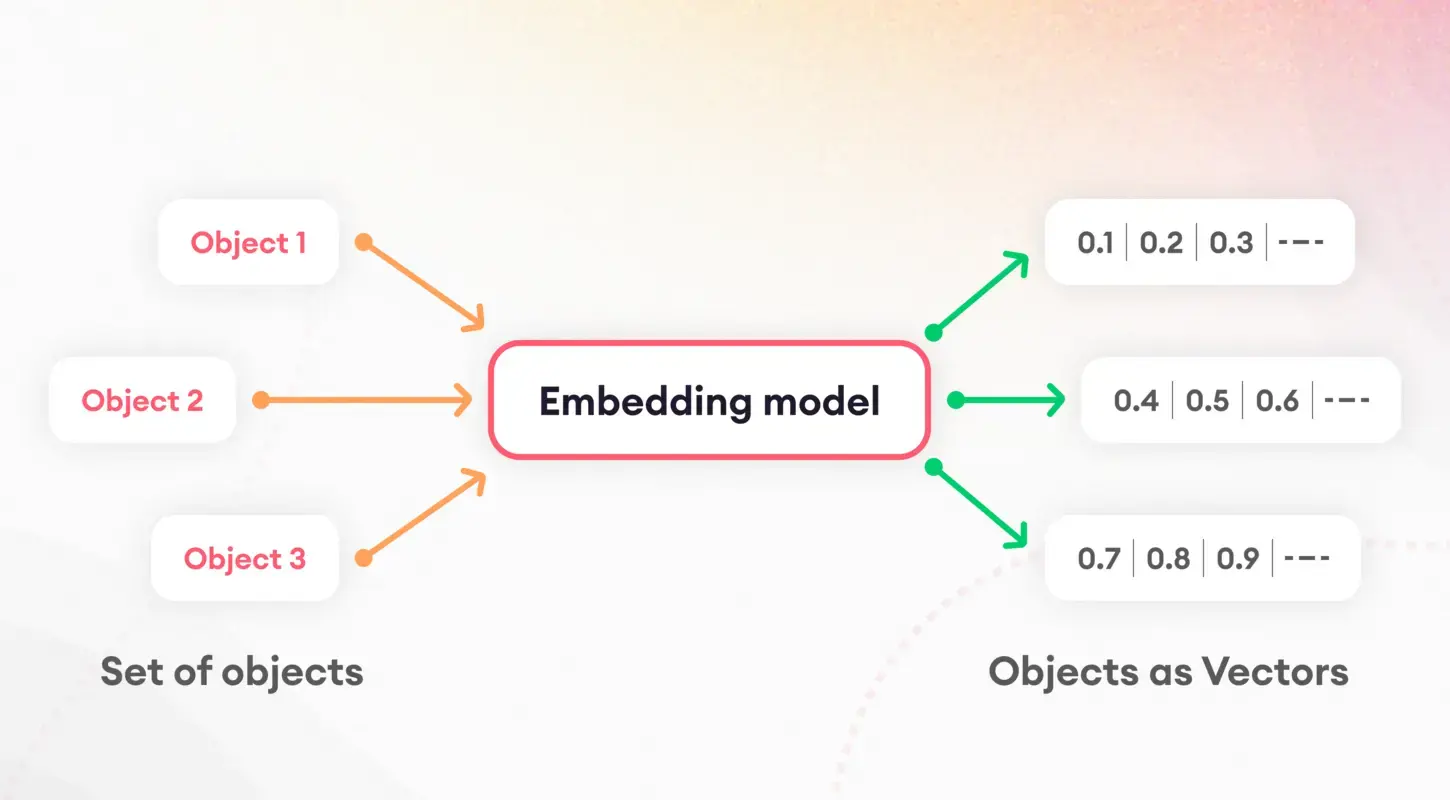 Object 1
0.1 | 0.2 | 0.3 | ----
Object 2
Embedding model
0.4 | 0.5 | 0.6 | ----
Object 3
0.7 | 0.8 | 0.9 | ----
Set of objects
Objects as Vectors